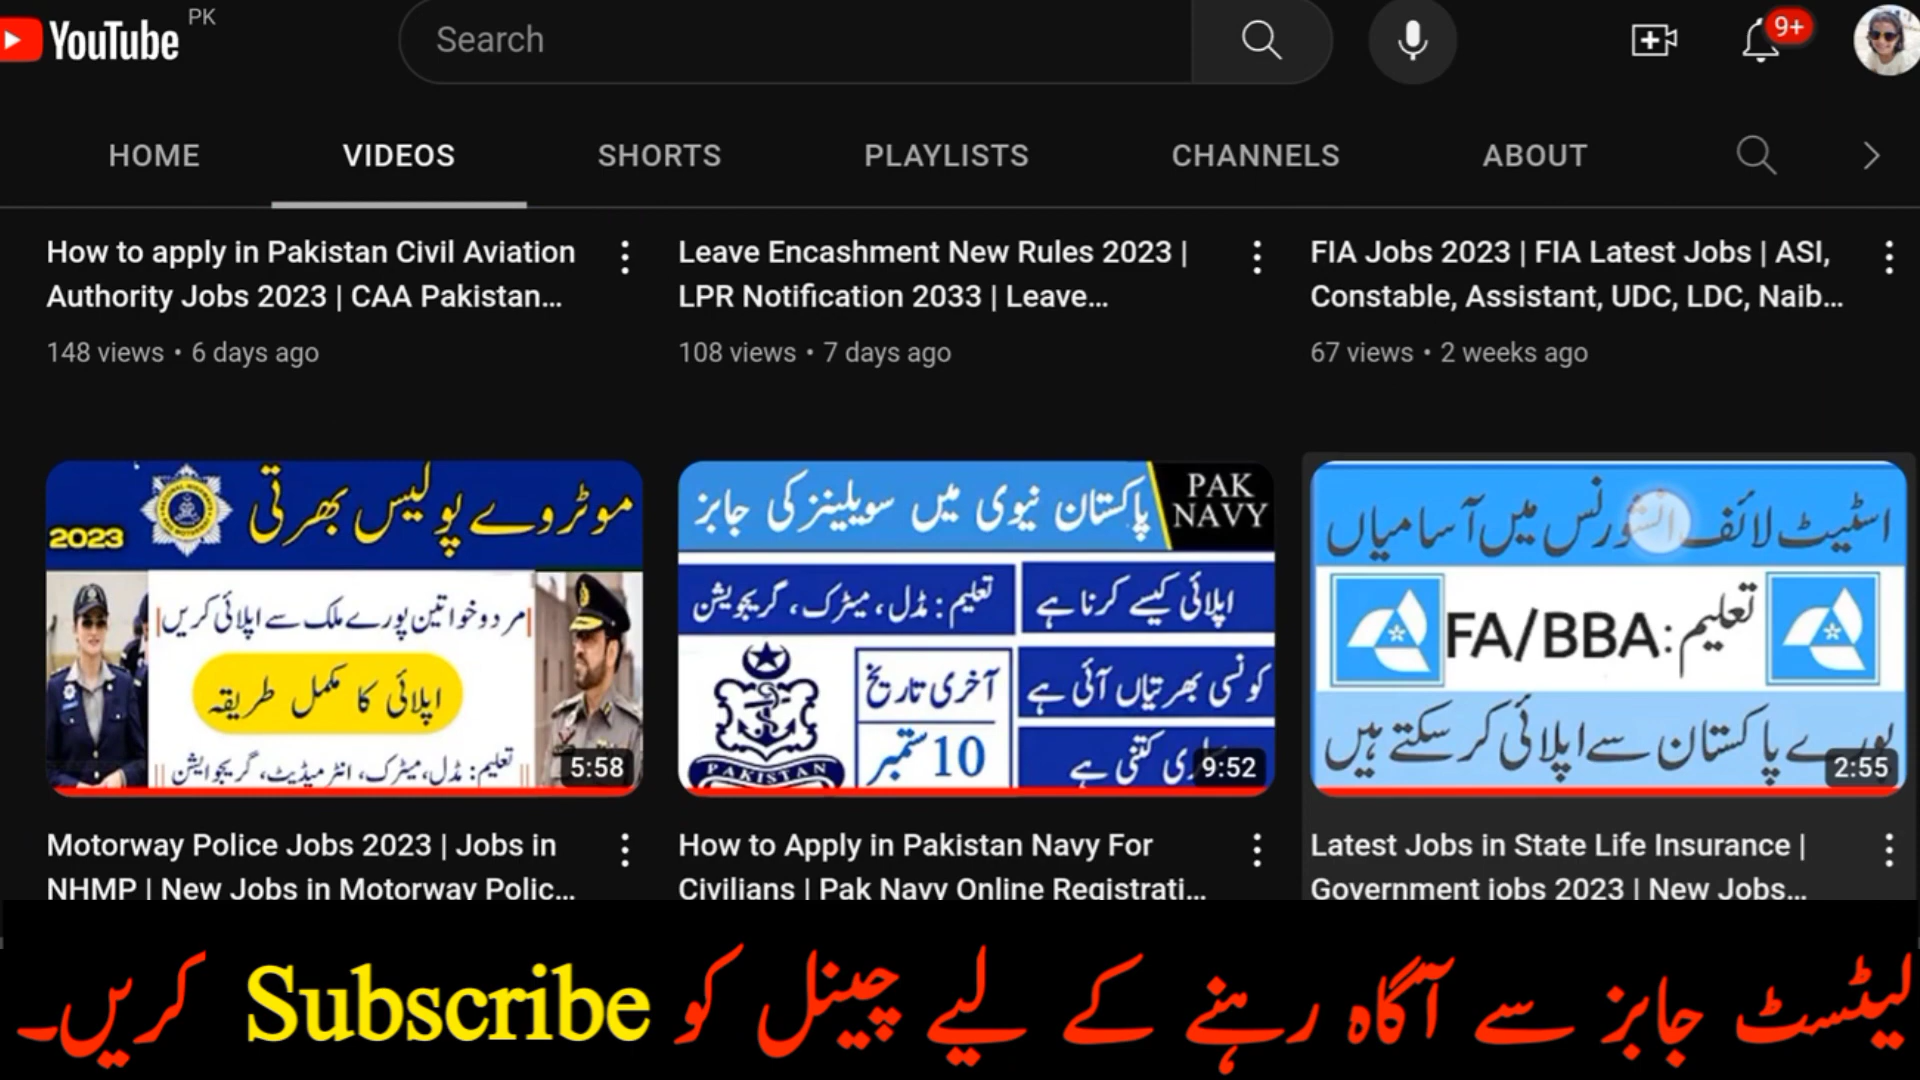 YouTube PK
Search
9+
HOME VIDEOS SHORTS PLAYLISTS CHANNELS ABOUT
How to apply in Pakistan Civil Aviation
Authority Jobs 2023 | CAA Pakistan...
148 views • 6 days ago
Leave Encashment New Rules 2023 |
LPR Notification 2033 | Leave...
108 views • 7 days ago
FIA Jobs 2023 | FIA Latest Jobs | ASI,
Constable, Assistant, UDC, LDC, Naib...
67 views • 2 weeks ago
موٹروے پولیس بھرتی
2023
مرد و خواتین پورے ملک سے اپلائی کریں
اپلائی کا مکمل طریقہ
تعلیم: مڈل، میٹرک، انٹر میڈیٹ، گریجوایشن
5:58
Motorway Police Jobs 2023 | Jobs in
NHMP | New Jobs in Motorway Polic...
پاکستان نیوی میں سویلینز کی جابز
PAK
NAVY
اپلائی کیسے کرنا ہے
تعلیم: مڈل، میٹرک، گریجویشن
کونسی بھرتیاں آئی ہے
آخری تاریخ
10 ستمبر
کتنی ہے
PAKISTAN
9:52
How to Apply in Pakistan Navy For
Civilians | Pak Navy Online Registrati...
اسٹیٹ لائف انشورنس میں آسامیاں
تعلیم: FA/BBA
پورے پاکستان سے اپلائی کر سکتے ہیں
2:55
Latest Jobs in State Life Insurance |
Government jobs 2023 | New Jobs...
لیٹسٹ جابز سے آگاہ رہنے کے لیے چینل کو Subscribe کریں۔